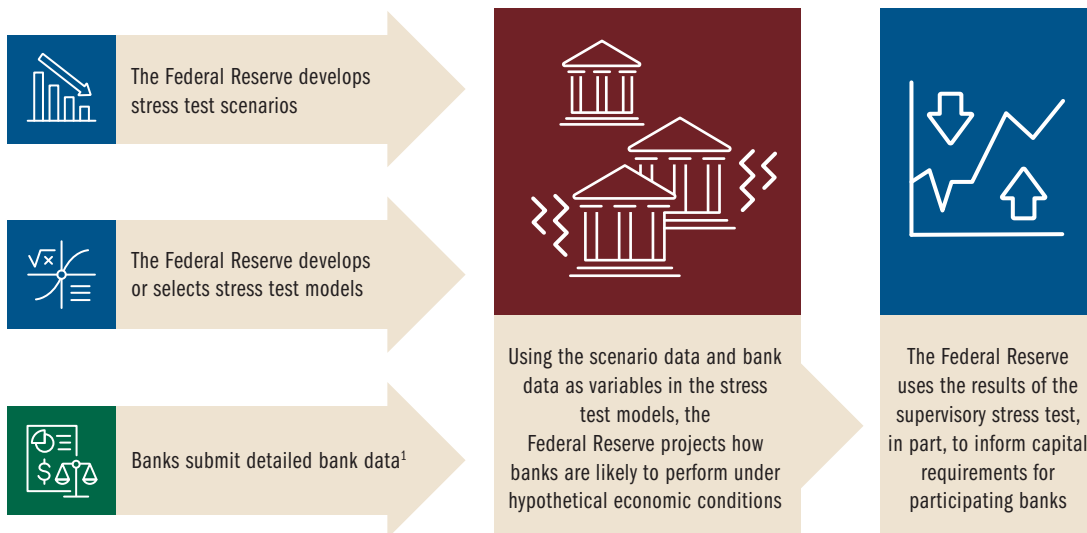 The Federal Reserve develops
stress test scenarios
√x
The Federal Reserve develops
or selects stress test models
$
Banks submit detailed bank data¹
Using the scenario data and bank
data as variables in the stress
test models, the
Federal Reserve projects how
banks are likely to perform under
hypothetical economic conditions
The Federal Reserve
uses the results of the
supervisory stress test,
in part, to inform capital
requirements for
participating banks